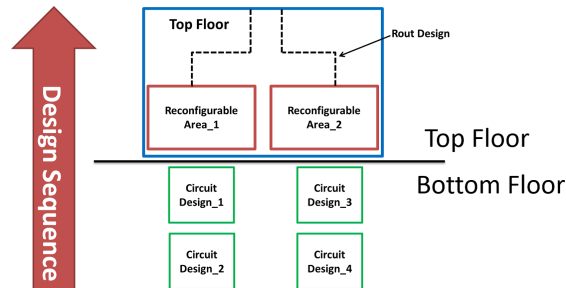 Top Floor
Rout Design
Reconfigurable
Area_1
Reconfigurable
Area_2
Design Sequence
Top Floor
Bottom Floor
Circuit
Design_1
Circuit
Design_3
Circuit
Design_2
Circuit
Design_4